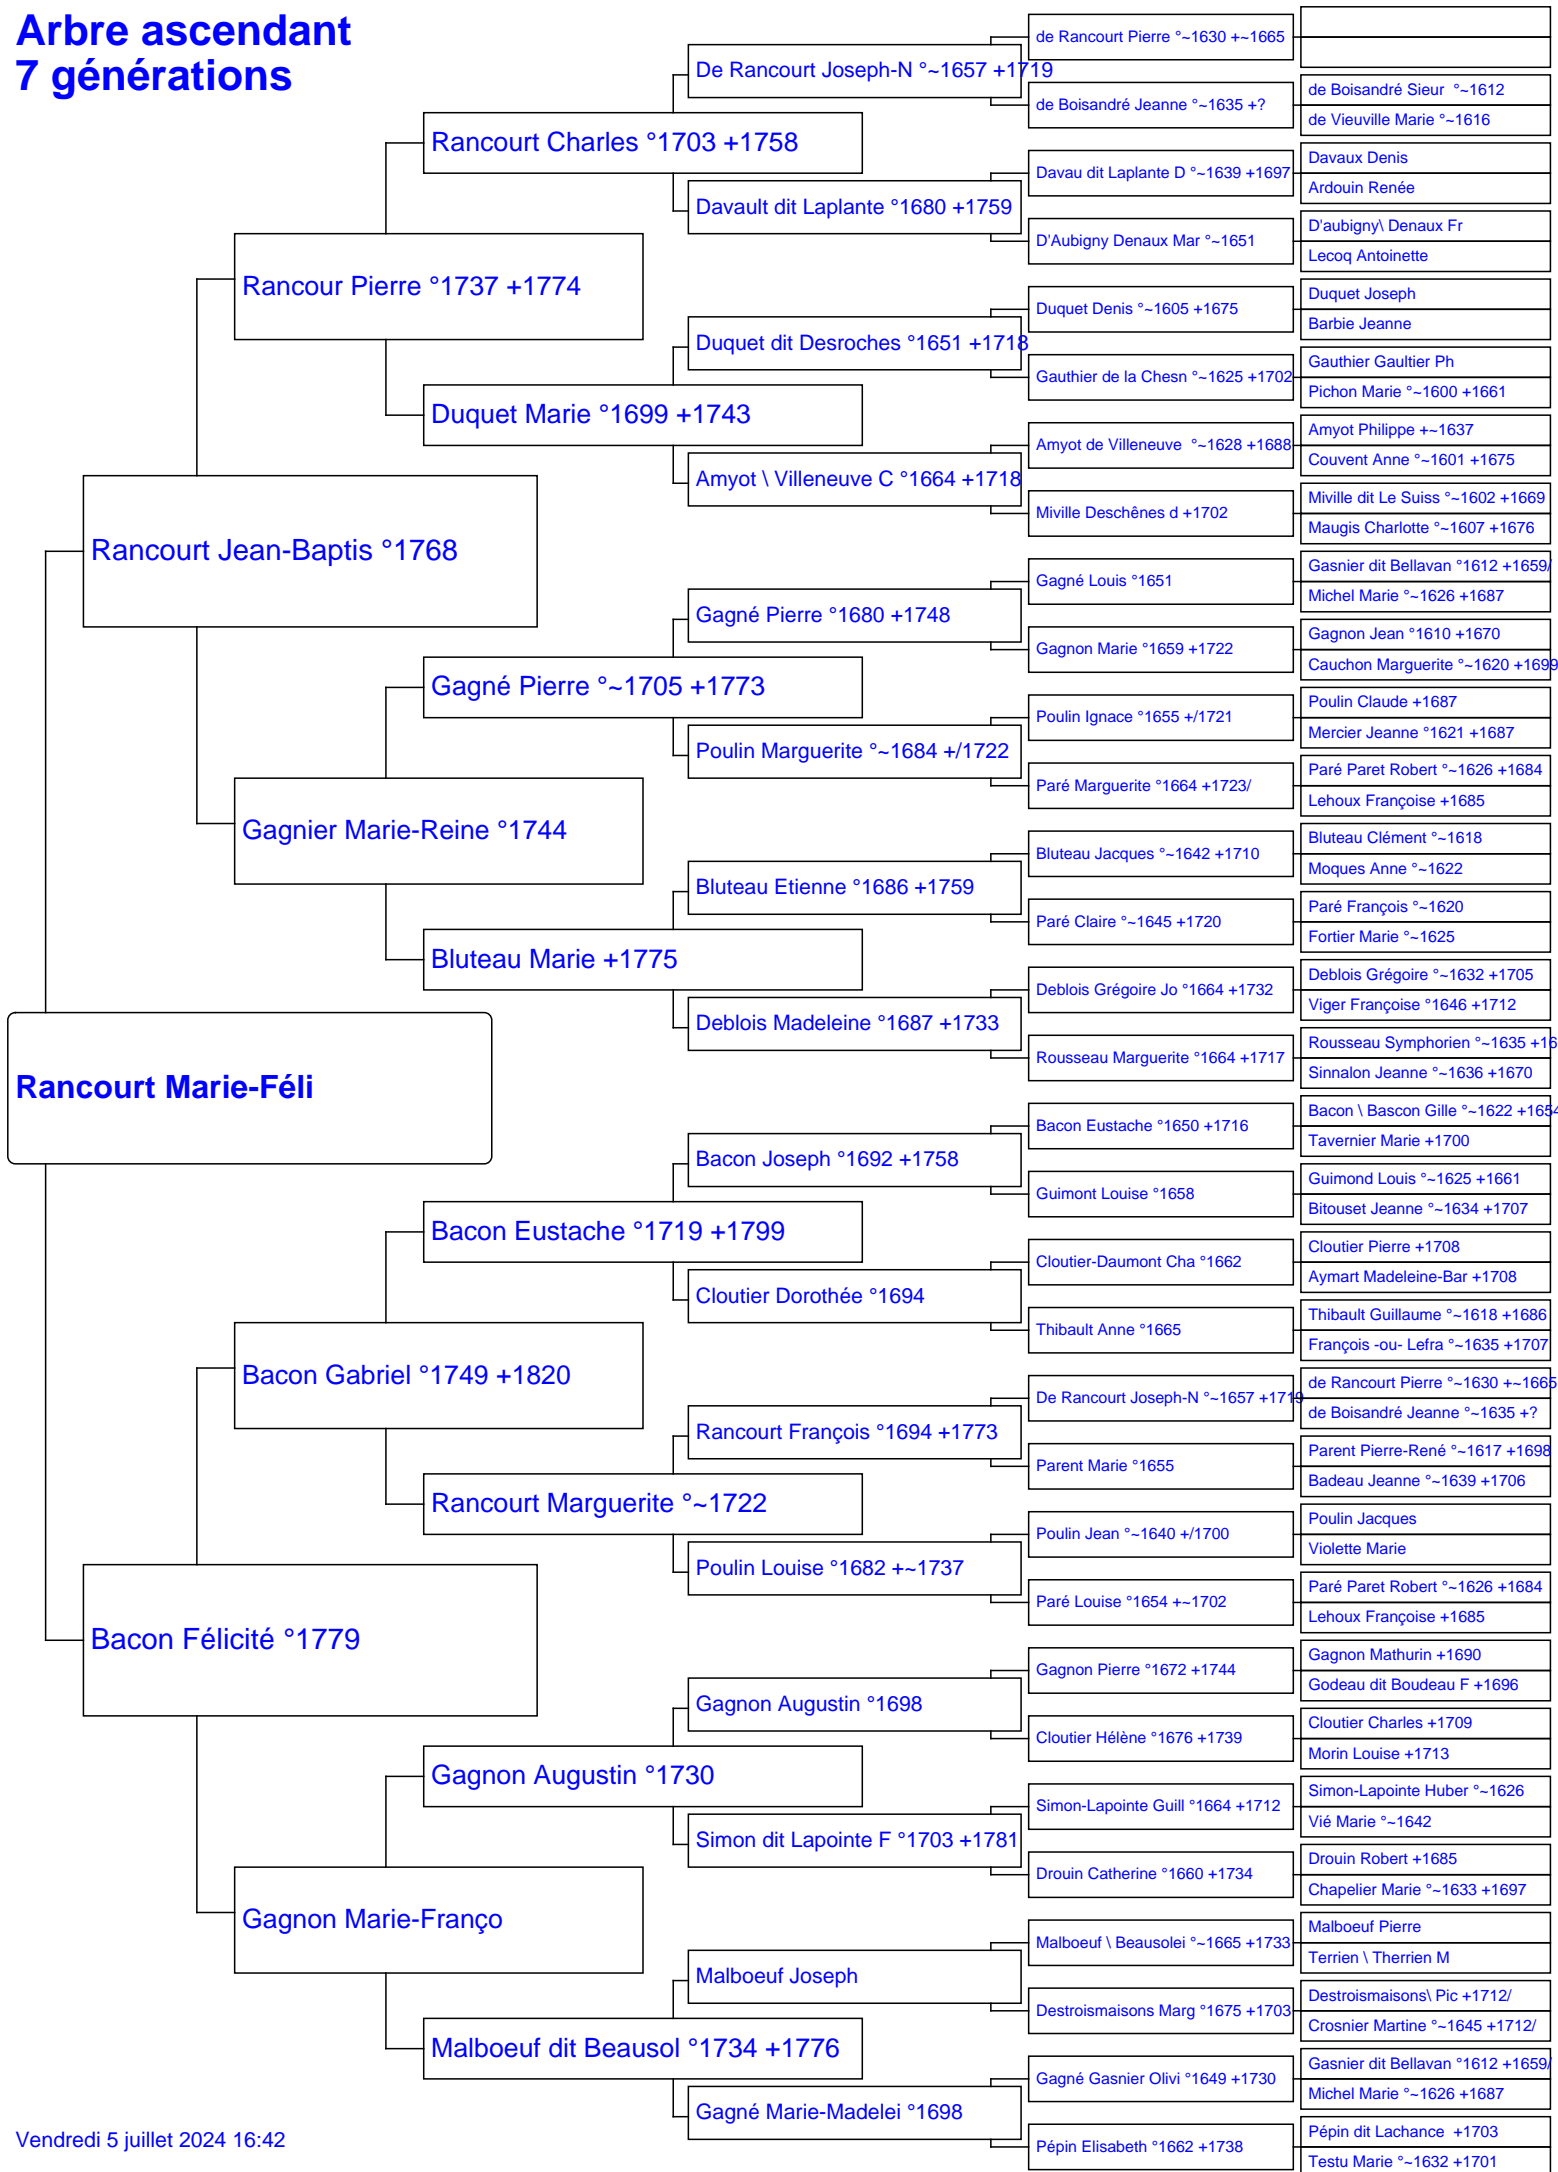 Arbre ascendant
7 générations
Rancourt Marie-Féli
Rancourt Jean-Baptis °1768
Bacon Félicité °1779
Rancour Pierre °1737 +1774
Gagnier Marie-Reine °1744
Bacon Gabriel °1749 +1820
Gagnon Marie-Franço
Rancourt Charles °1703 +1758
Duquet Marie °1699 +1743
Gagné Pierre °~1705 +1773
Bluteau Marie +1775
Bacon Eustache °1719 +1799
Rancourt Marguerite °~1722
Gagnon Augustin °1730
Malboeuf dit Beausol °1734 +1776
De Rancourt Joseph-N °~1657 +1719
Davault dit Laplante °1680 +1759
Duquet dit Desroches °1651 +1718
Amyot \ Villeneuve C °1664 +1718
Gagné Pierre °1680 +1748
Poulin Marguerite °~1684 +/1722
Bluteau Etienne °1686 +1759
Deblois Madeleine °1687 +1733
Bacon Joseph °1692 +1758
Cloutier Dorothée °1694
Rancourt François °1694 +1773
Poulin Louise °1682 +~1737
Gagnon Augustin °1698
Simon dit Lapointe F °1703 +1781
Malboeuf Joseph
Gagné Marie-Madelei °1698
de Rancourt Pierre °~1630 +~1665
de Boisandré Jeanne °~1635 +?
Davau dit Laplante D °~1639 +1697
D'Aubigny Denaux Mar °~1651
Duquet Denis °~1605 +1675
Gauthier de la Chesn °~1625 +1702
Amyot de Villeneuve  °~1628 +1688
Miville Deschênes d +1702
Gagné Louis °1651
Gagnon Marie °1659 +1722
Poulin Ignace °1655 +/1721
Paré Marguerite °1664 +1723/
Bluteau Jacques °~1642 +1710
Paré Claire °~1645 +1720
Deblois Grégoire Jo °1664 +1732
Rousseau Marguerite °1664 +1717
Bacon Eustache °1650 +1716
Guimont Louise °1658
Cloutier-Daumont Cha °1662
Thibault Anne °1665
De Rancourt Joseph-N °~1657 +1719
Parent Marie °1655
Poulin Jean °~1640 +/1700
Paré Louise °1654 +~1702
Gagnon Pierre °1672 +1744
Cloutier Hélène °1676 +1739
Simon-Lapointe Guill °1664 +1712
Drouin Catherine °1660 +1734
Malboeuf \ Beausolei °~1665 +1733
Destroismaisons Marg °1675 +1703
Gagné Gasnier Olivi °1649 +1730
Pépin Elisabeth °1662 +1738
de Boisandré Sieur  °~1612
de Vieuville Marie °~1616
Davaux Denis
Ardouin Renée
D'aubigny\ Denaux Fr
Lecoq Antoinette
Duquet Joseph
Barbie Jeanne
Gauthier Gaultier Ph
Pichon Marie °~1600 +1661
Amyot Philippe +~1637
Couvent Anne °~1601 +1675
Miville dit Le Suiss °~1602 +1669
Maugis Charlotte °~1607 +1676
Gasnier dit Bellavan °1612 +1659/
Michel Marie °~1626 +1687
Gagnon Jean °1610 +1670
Cauchon Marguerite °~1620 +1699
Poulin Claude +1687
Mercier Jeanne °1621 +1687
Paré Paret Robert °~1626 +1684
Lehoux Françoise +1685
Bluteau Clément °~1618
Moques Anne °~1622
Paré François °~1620
Fortier Marie °~1625
Deblois Grégoire °~1632 +1705
Viger Françoise °1646 +1712
Rousseau Symphorien °~1635 +16
Sinnalon Jeanne °~1636 +1670
Bacon \ Bascon Gille °~1622 +1654
Tavernier Marie +1700
Guimond Louis °~1625 +1661
Bitouset Jeanne °~1634 +1707
Cloutier Pierre +1708
Aymart Madeleine-Bar +1708
Thibault Guillaume °~1618 +1686
François -ou- Lefra °~1635 +1707
de Rancourt Pierre °~1630 +~1665
de Boisandré Jeanne °~1635 +?
Parent Pierre-René °~1617 +1698
Badeau Jeanne °~1639 +1706
Poulin Jacques
Violette Marie
Paré Paret Robert °~1626 +1684
Lehoux Françoise +1685
Gagnon Mathurin +1690
Godeau dit Boudeau F +1696
Cloutier Charles +1709
Morin Louise +1713
Simon-Lapointe Huber °~1626
Vié Marie °~1642
Drouin Robert +1685
Chapelier Marie °~1633 +1697
Malboeuf Pierre
Terrien \ Therrien M
Destroismaisons\ Pic +1712/
Crosnier Martine °~1645 +1712/
Gasnier dit Bellavan °1612 +1659/
Michel Marie °~1626 +1687
Pépin dit Lachance  +1703
Testu Marie °~1632 +1701
Vendredi 5 juillet 2024 16:42